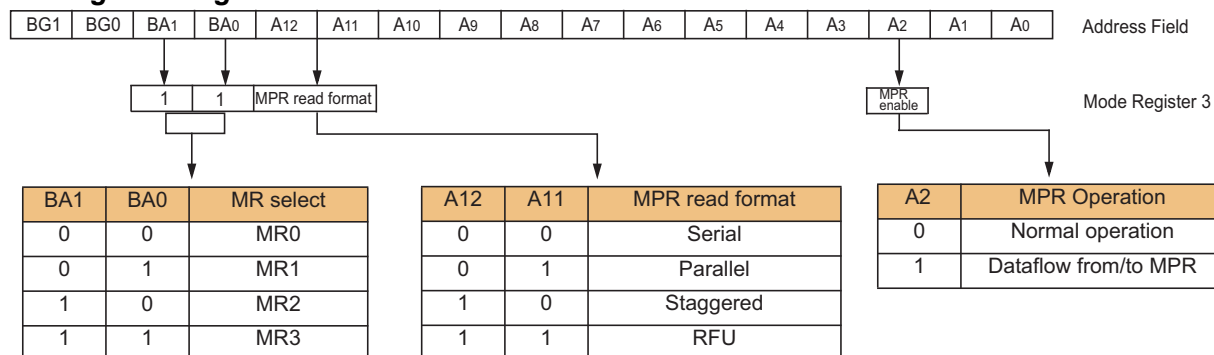 BG1 BG0 BA1 BA0 A12 A11 A10 A9 A8 A7 A6 A5 A4 A3 A2 A1 A0 Address Field
1 1 MPR read format MPR enable Mode Register 3
BA1 BA0 MR select
0 0 MR0
0 1 MR1
1 0 MR2
1 1 MR3
A12 A11 MPR read format
0 0 Serial
0 1 Parallel
1 0 Staggered
1 1 RFU
A2 MPR Operation
0 Normal operation
1 Dataflow from/to MPR